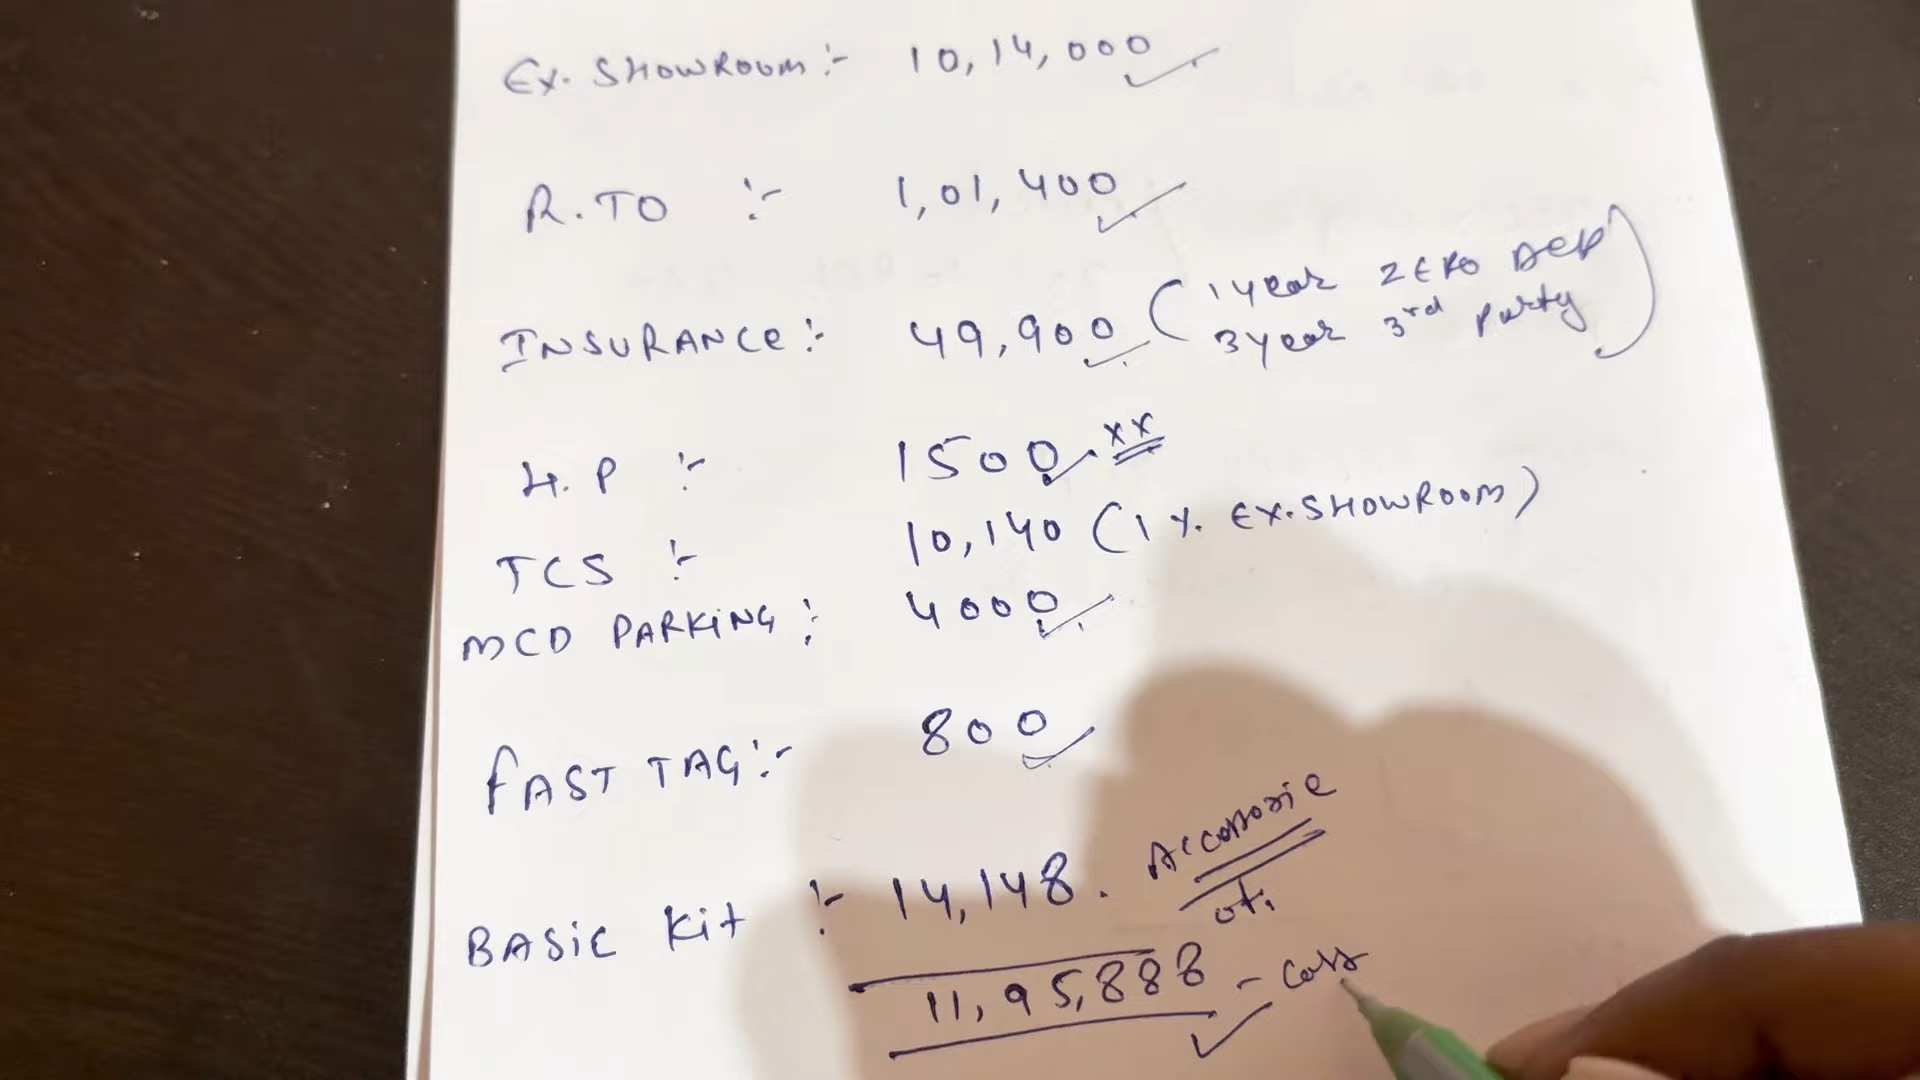 EX. SHOWROOM :- 10,14,000
R.TO :- 1,01,400
INSURANCE :- 49,900 (1 year ZERO DEP
3 year 3rd party)
H.P :- 1500 xx
TCS :- 10,140 (1 %. EX.SHOWROOM)
MCD PARKING : 4000
FAST TAG :- 800
BASIC Kit :- 14,148. Accessorie
11,95,888 -